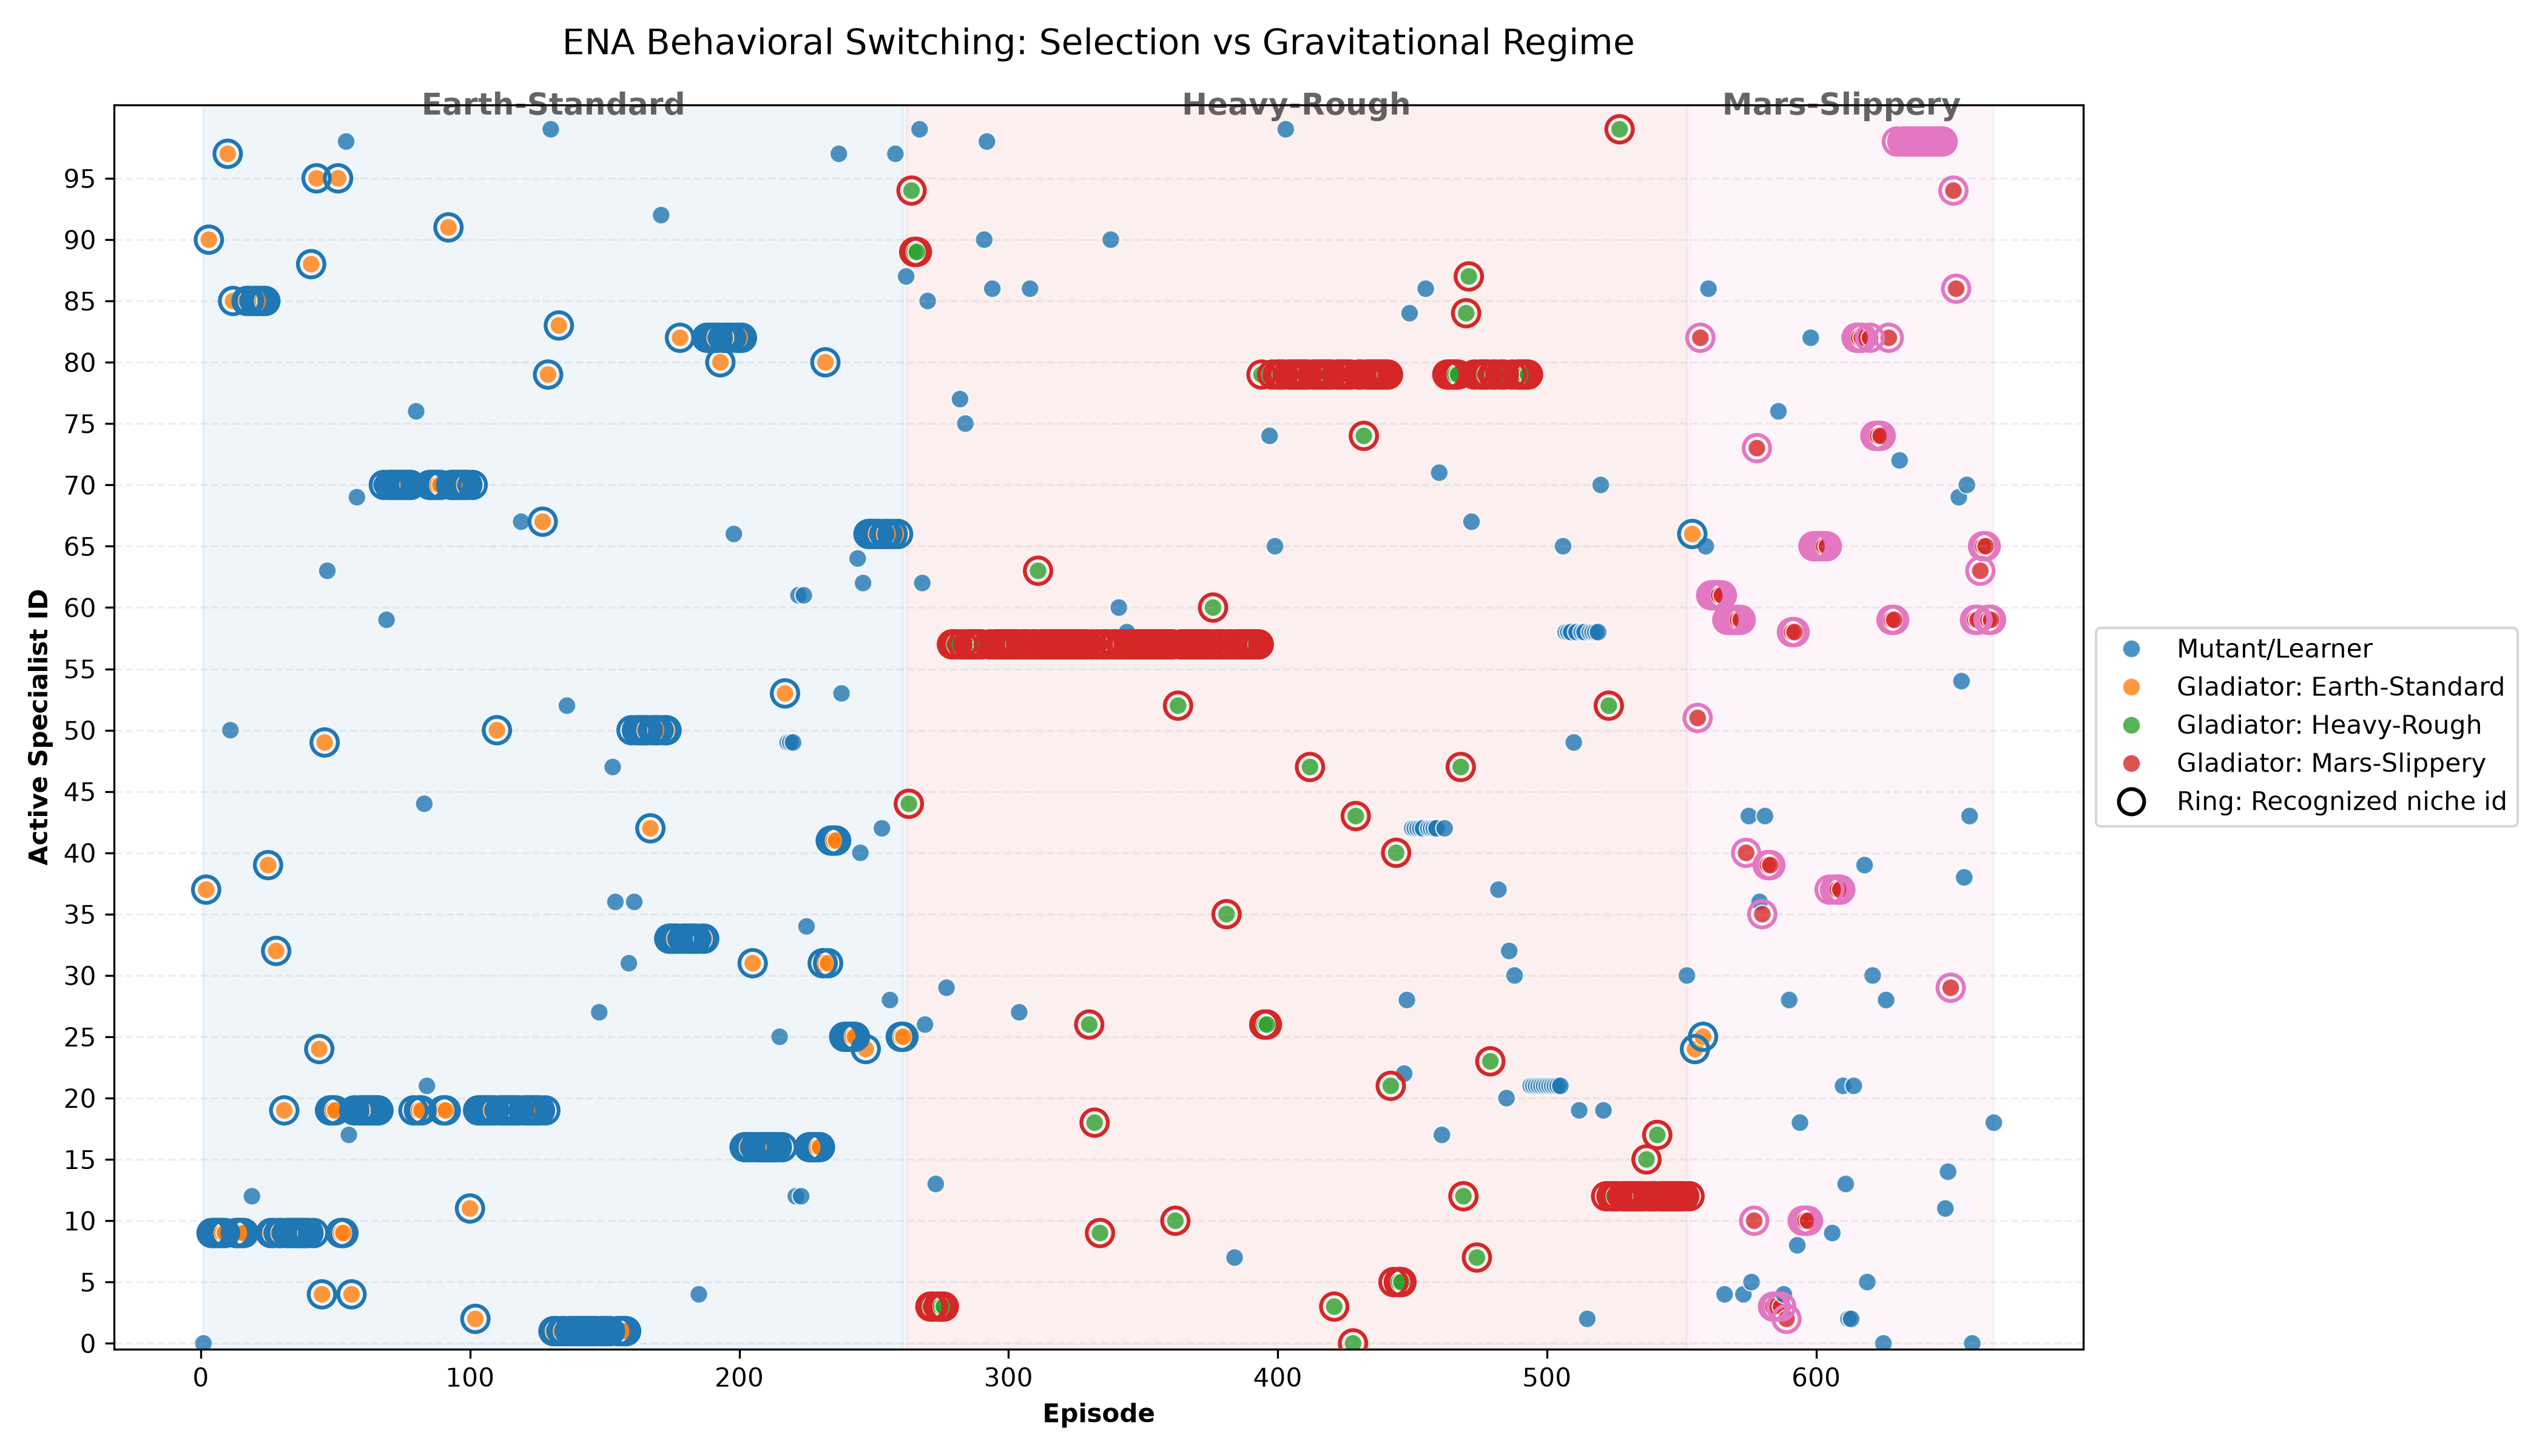 ENA Behavioral Switching: Selection vs Gravitational Regime
Earth-Standard
Heavy-Rough
Mars-Slippery
95
90
85
80
75
70
65
60
55
50
45
40
35
30
25
20
15
10
5
0
Active Specialist ID
0
100
200
300
400
500
600
Episode
Mutant/Learner
Gladiator: Earth-Standard
Gladiator: Heavy-Rough
Gladiator: Mars-Slippery
Ring: Recognized niche id